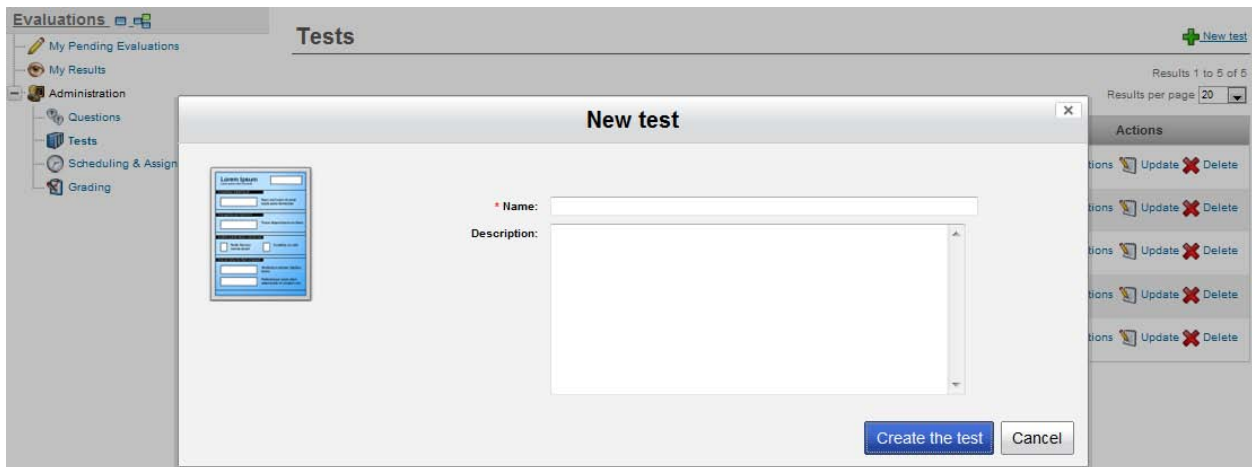 Evaluations
My Pending Evaluations
My Results
Administration
Questions
Tests
Scheduling & Assign
Grading
Tests
New test
Results 1 to 5 of 5
Results per page 20
Actions
tions Update Delete
tions Update Delete
tions Update Delete
tions Update Delete
tions Update Delete
New test
x
Lorem Ipsum
* Name:
Description:
Create the test
Cancel